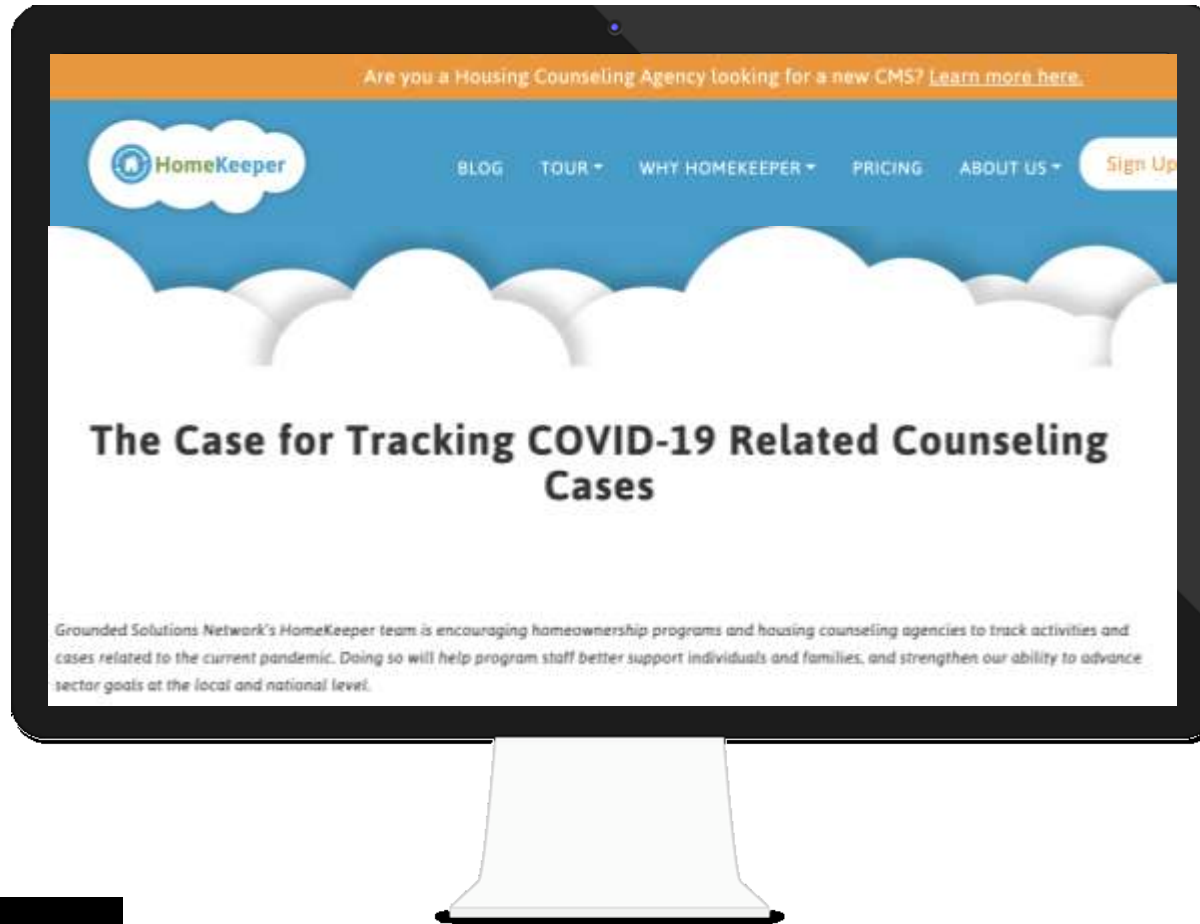 Are you a Housing Counseling Agency looking for a new CMS? Learn more here.
HomeKeeper
BLOG TOUR WHY HOMEKEEPER PRICING ABOUT US Sign Up
The Case for Tracking COVID-19 Related Counseling
Cases
Grounded Solutions Network's HomeKeeper team is encouraging homeownership programs and housing counseling agencies to track activities and
cases related to the current pandemic. Doing so will help program staff better support individuals and families, and strengthen our ability to advance
sector goals at the local and national level.